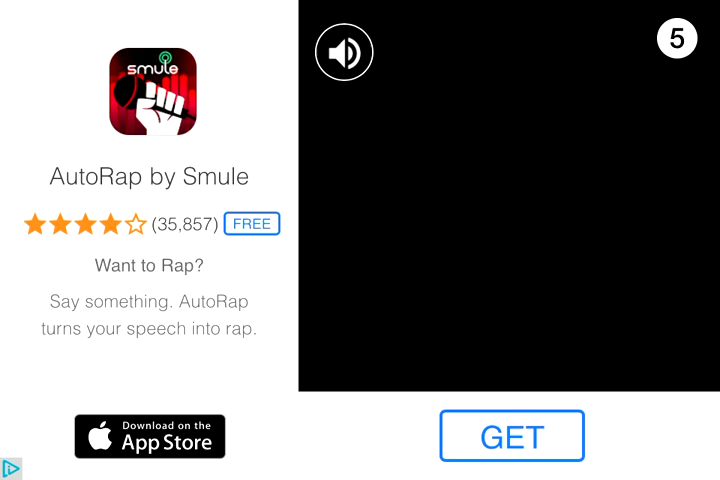 smule
AutoRap by Smule
(35,857) FREE
Want to Rap?
Say something. AutoRap
turns your speech into rap.
Download on the
App Store
5
GET